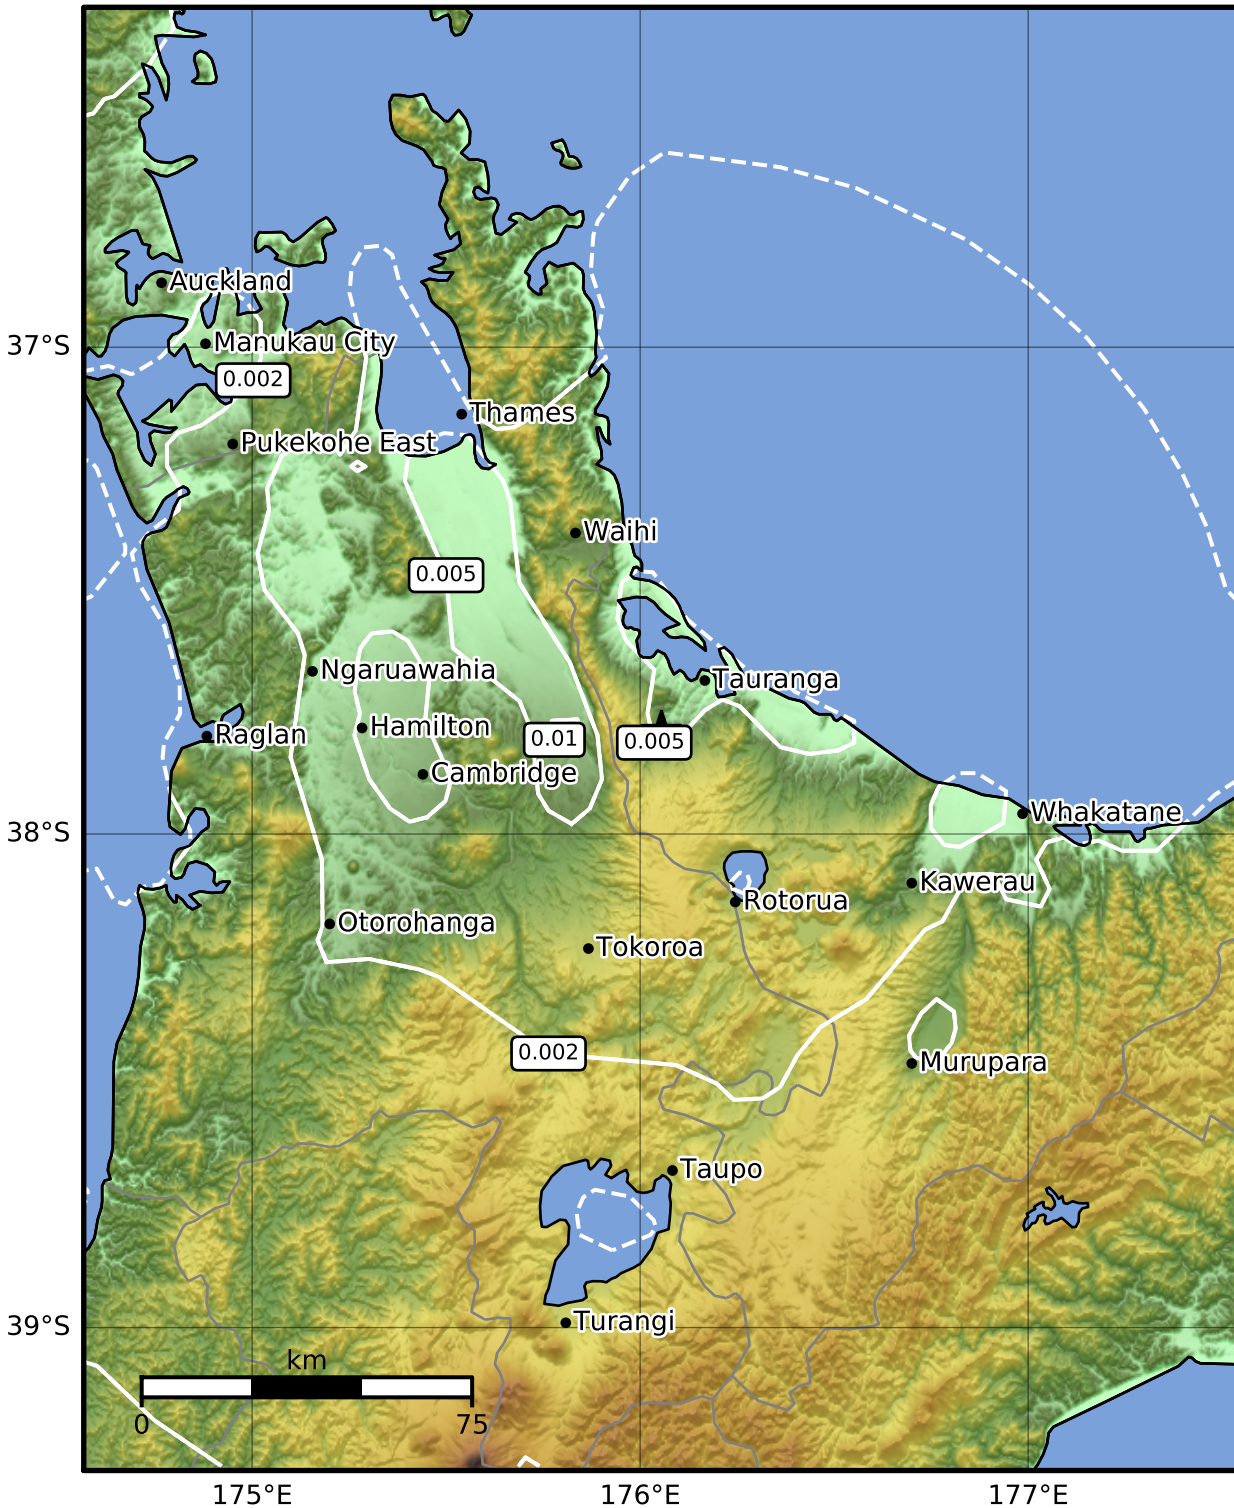 Auckland
37°S
Manukau City
0.002
Thames
Pukekohe East
Waihi
0.005
Ngaruawahia
Tauranga
Hamilton
Raglan
0.01
0.005
Cambridge
Whakatane
38°S
Kawerau
Rotorua
Otorohanga
Tokoroa
0.002
Murupara
Taupo
Turangi
39°S
km
0
75
175°E
176°E
177°E